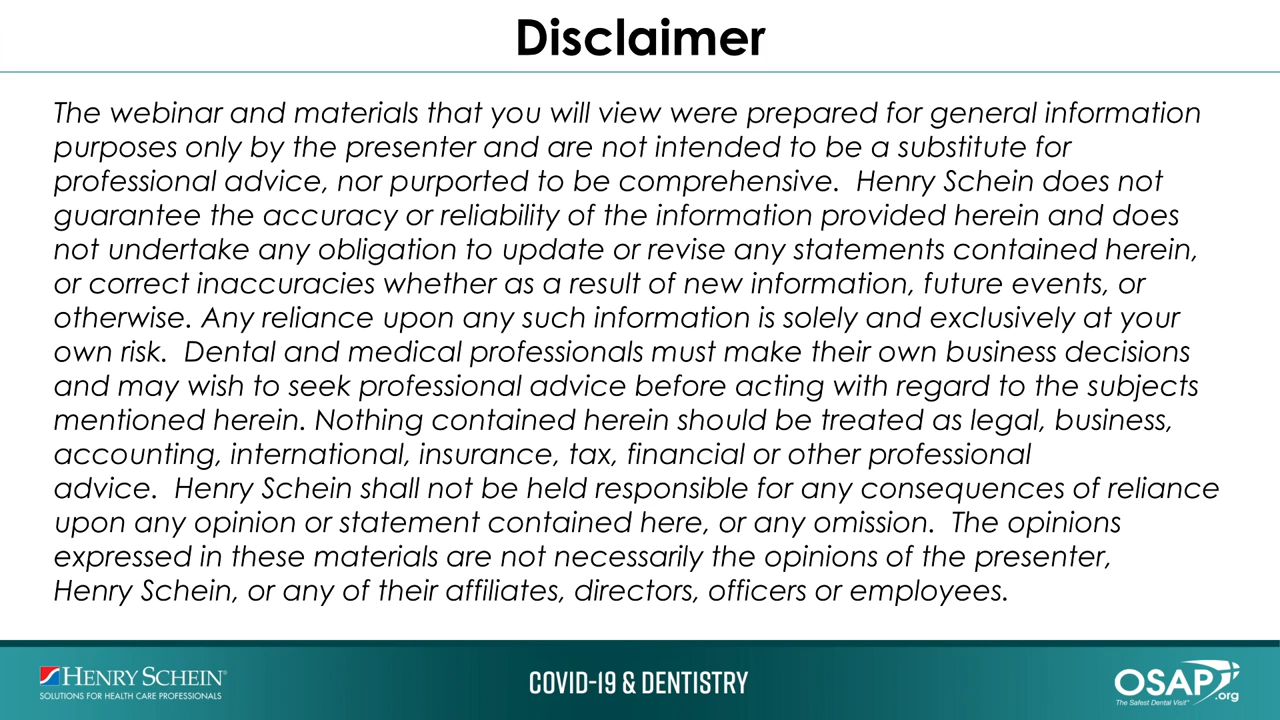 Disclaimer
The webinar and materials that you will view were prepared for general information
purposes only by the presenter and are not intended to be a substitute for
professional advice, nor purported to be comprehensive.  Henry Schein does not
guarantee the accuracy or reliability of the information provided herein and does
not undertake any obligation to update or revise any statements contained herein,
or correct inaccuracies whether as a result of new information, future events, or
otherwise. Any reliance upon any such information is solely and exclusively at your
own risk.  Dental and medical professionals must make their own business decisions
and may wish to seek professional advice before acting with regard to the subjects
mentioned herein. Nothing contained herein should be treated as legal, business,
accounting, international, insurance, tax, financial or other professional
advice.  Henry Schein shall not be held responsible for any consequences of reliance
upon any opinion or statement contained here, or any omission.  The opinions
expressed in these materials are not necessarily the opinions of the presenter,
Henry Schein, or any of their affiliates, directors, officers or employees.
HENRY SCHEIN®
SOLUTIONS FOR HEALTH CARE PROFESSIONALS
COVID-19 & DENTISTRY
OSAP.org
The Safest Dental Visit™